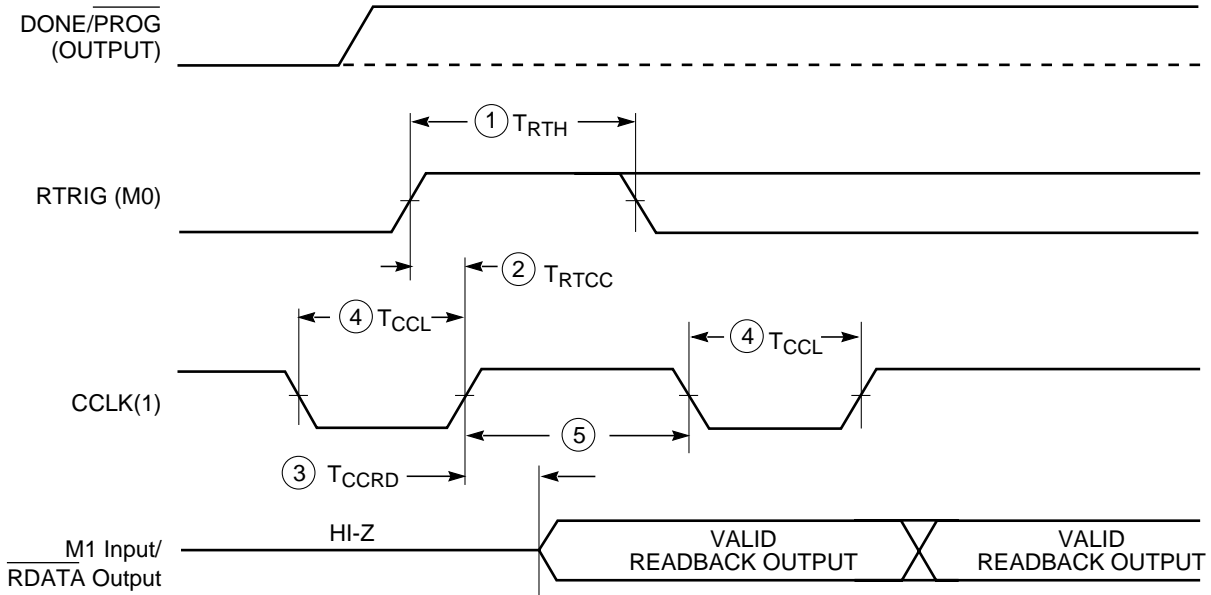 DONE/PROG
(OUTPUT)
1 TRTH
RTRIG (M0)
2 TRTCC
4 TCCL
4 TCCL
CCLK(1)
5
3 TCCRD
HI-Z
M1 Input/
RDATA Output
VALID
READBACK OUTPUT
VALID
READBACK OUTPUT